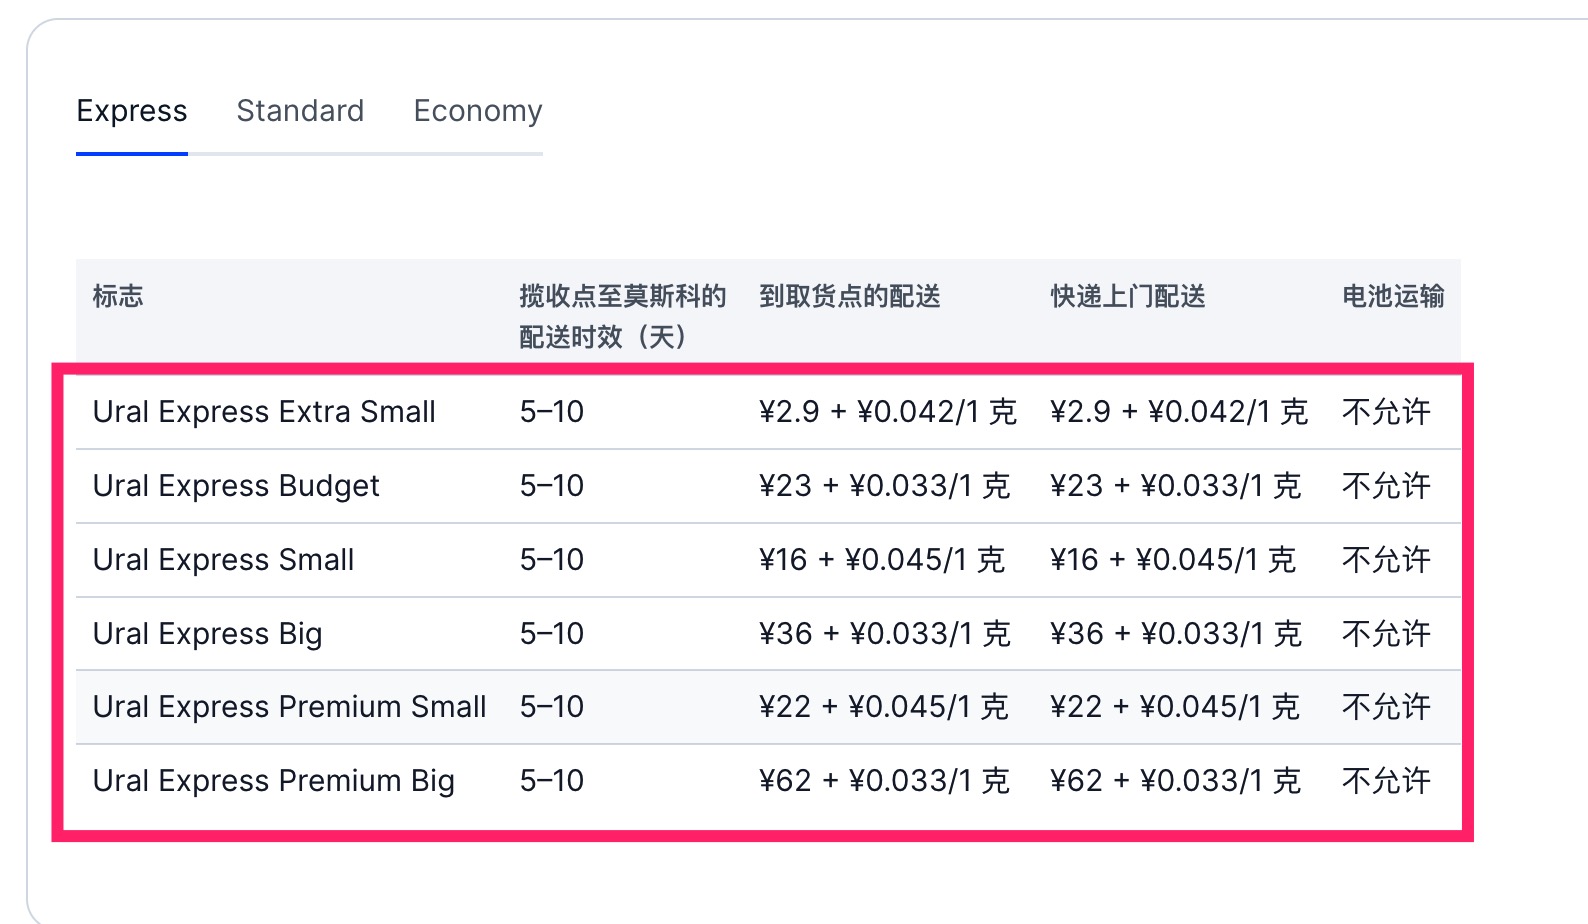 Express Standard Economy
标志 揽收点至莫斯科的 到取货点的配送 快递上门配送 电池运输
配送时效（天）
Ural Express Extra Small 5–10 ¥2.9 + ¥0.042/1 克 ¥2.9 + ¥0.042/1 克 不允许
Ural Express Budget 5–10 ¥23 + ¥0.033/1 克 ¥23 + ¥0.033/1 克 不允许
Ural Express Small 5–10 ¥16 + ¥0.045/1 克 ¥16 + ¥0.045/1 克 不允许
Ural Express Big 5–10 ¥36 + ¥0.033/1 克 ¥36 + ¥0.033/1 克 不允许
Ural Express Premium Small 5–10 ¥22 + ¥0.045/1 克 ¥22 + ¥0.045/1 克 不允许
Ural Express Premium Big 5–10 ¥62 + ¥0.033/1 克 ¥62 + ¥0.033/1 克 不允许